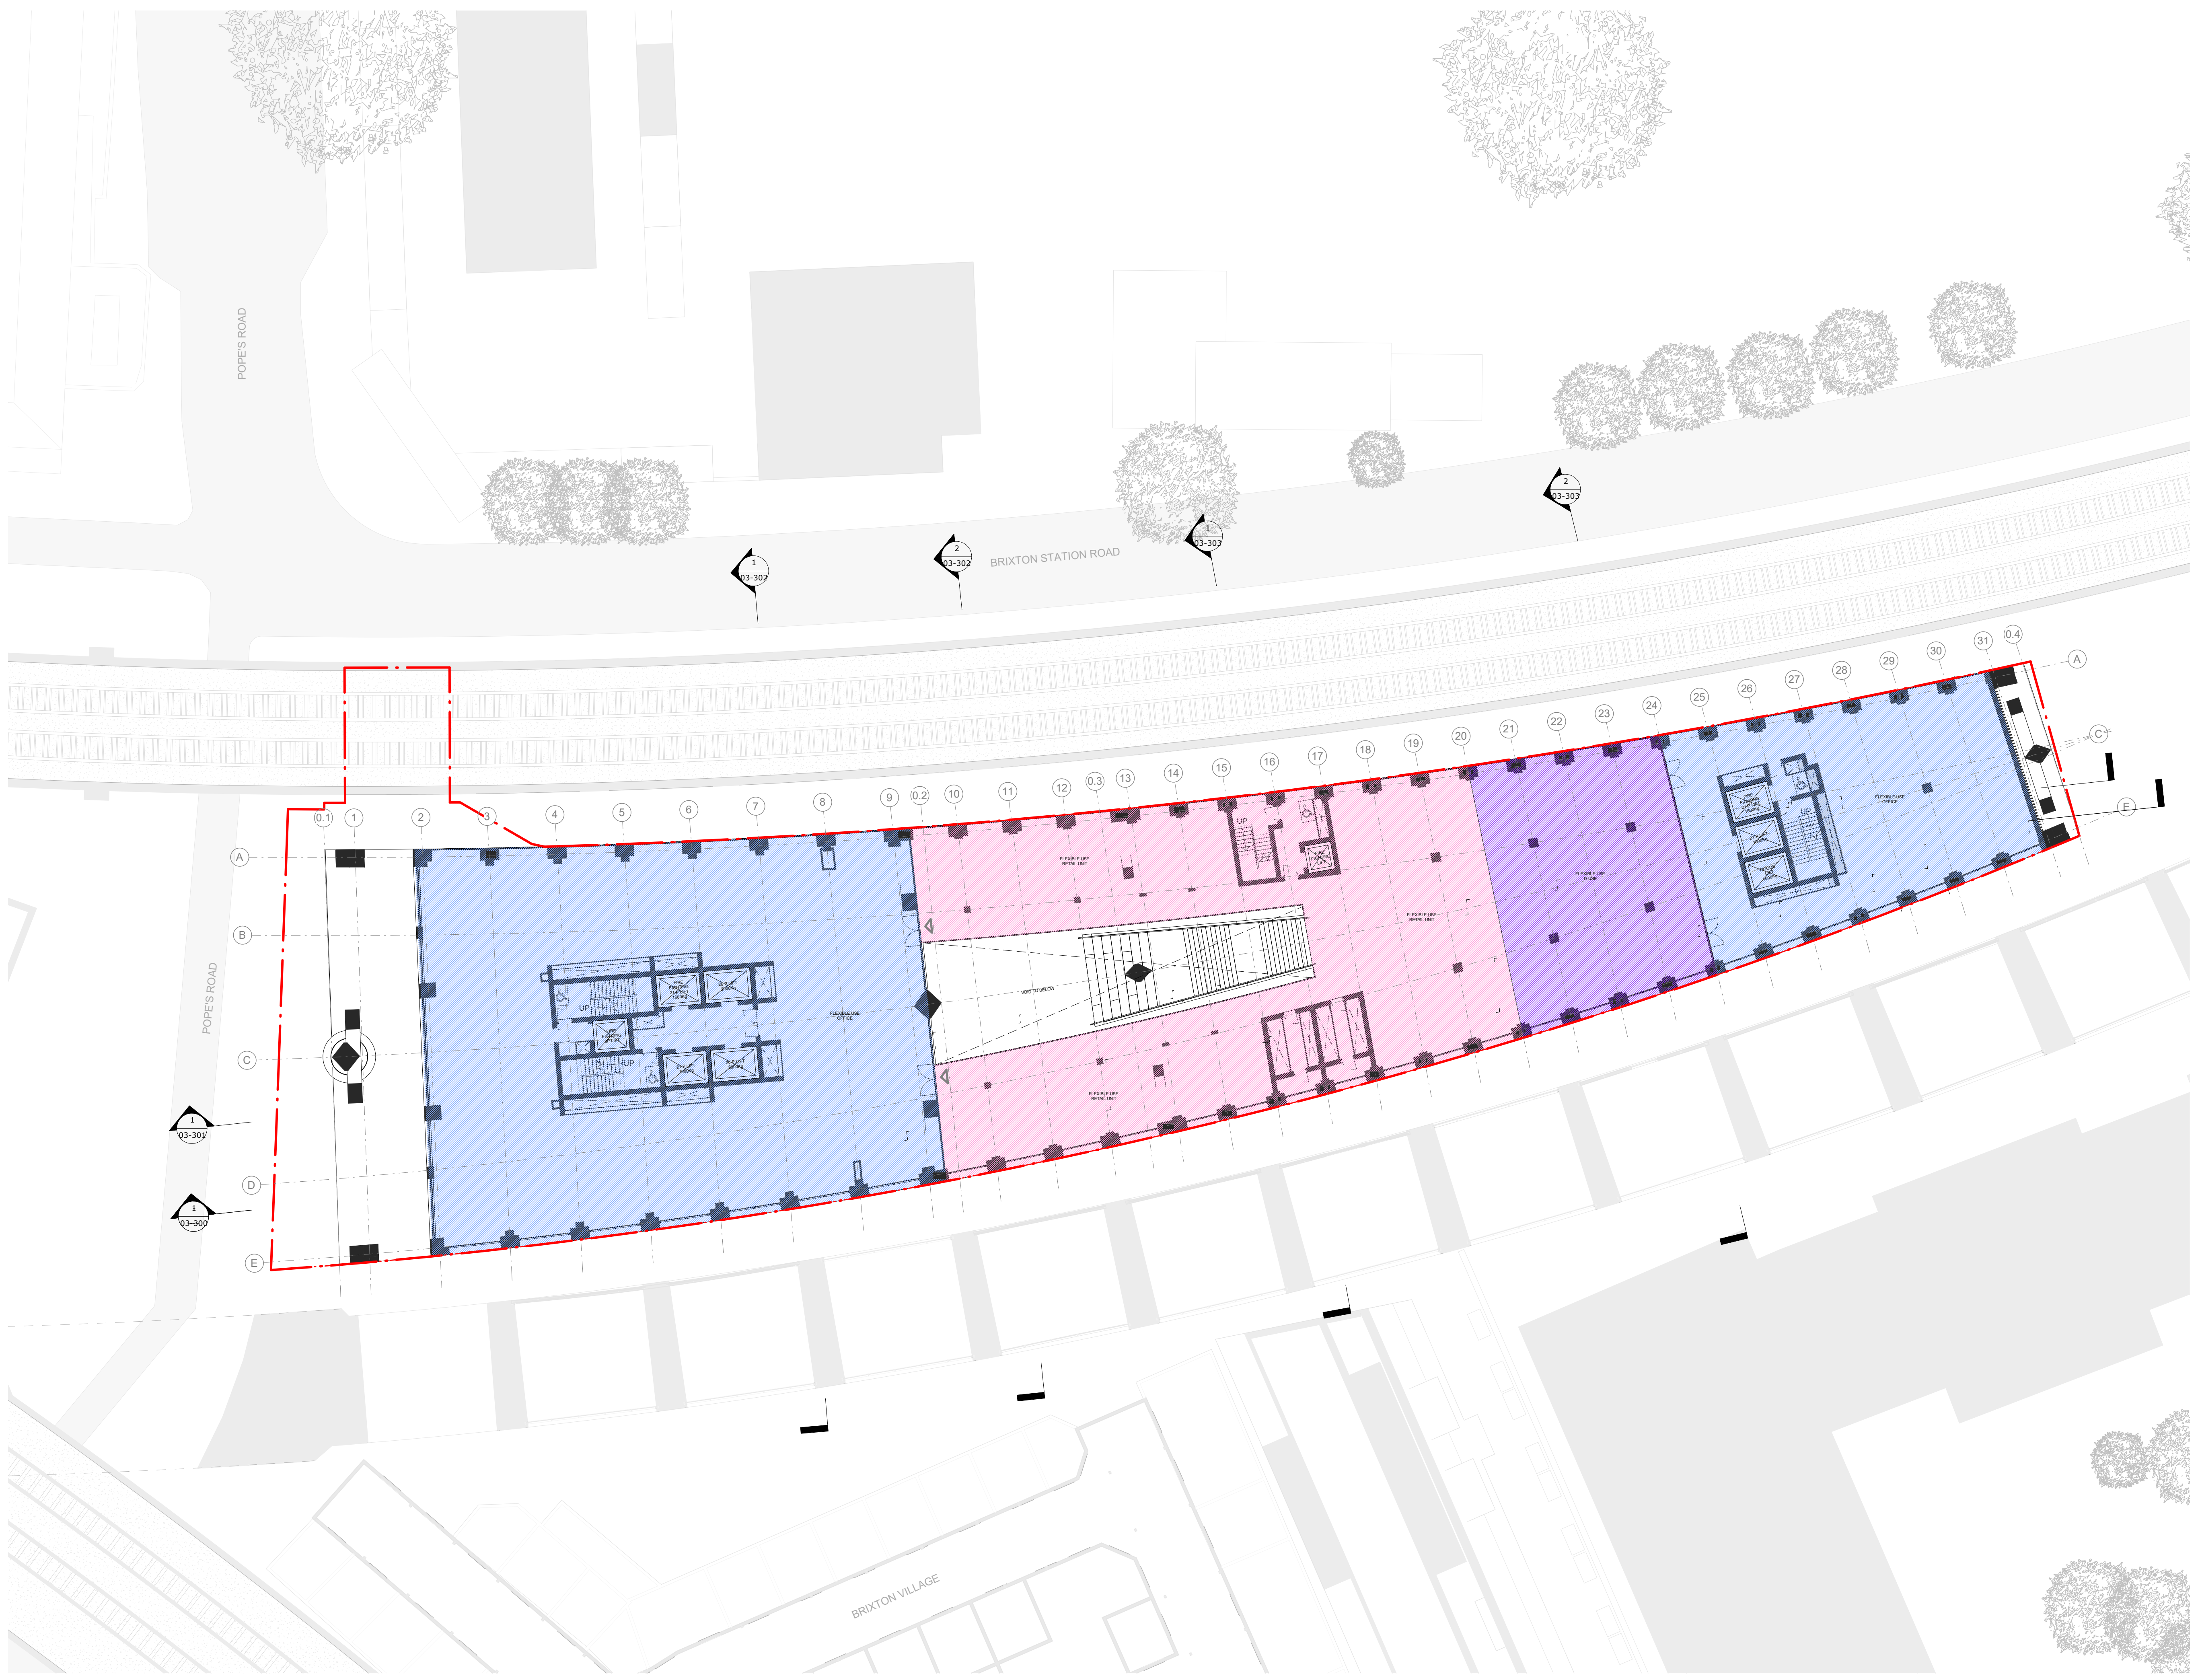 POPE'S ROAD
BRIXTON STATION ROAD
1
03-302
2
03-302
1
03-303
2
03-303
0.1
1
2
3
4
5
6
7
8
9
0.2
10
11
12
0.3
13
14
15
16
17
18
19
20
21
22
23
24
25
26
27
28
29
30
31
0.4
A
C
E
A
B
C
D
E
POPE'S ROAD
1
03-301
1
03-300
FLEXIBLE USE
OFFICE
UP
UP
FLEXIBLE USE
RETAIL UNIT
UP
FLEXIBLE USE
RETAIL UNIT
VOID TO BELOW
FLEXIBLE USE
RETAIL UNIT
FLEXIBLE USE
D-USE
FLEXIBLE USE
OFFICE
UP
BRIXTON VILLAGE